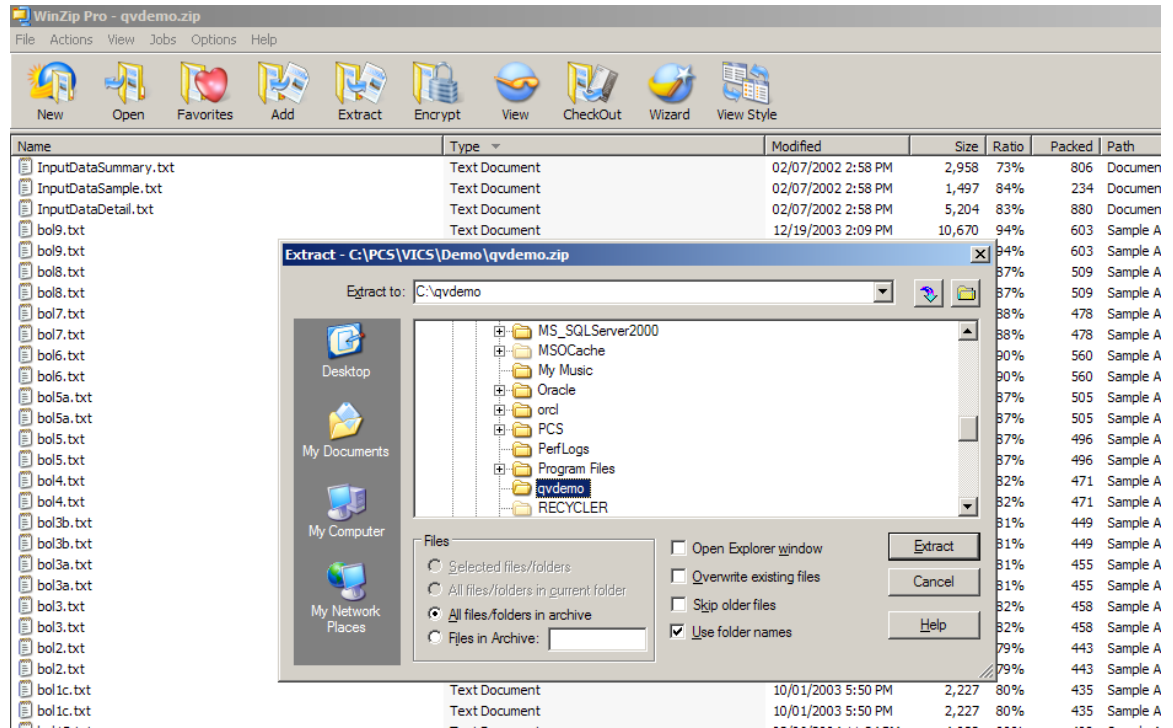 WinZip Pro - qvdemo.zip
File Actions View Jobs Options Help
New Open Favorites Add Extract Encrypt View CheckOut Wizard View Style
Name Type Modified Size Ratio Packed Path
InputDataSummary.txt Text Document 02/07/2002 2:58 PM 2,958 73% 806 Documen
InputDataSample.txt Text Document 02/07/2002 2:58 PM 1,497 84% 234 Documen
InputDataDetail.txt Text Document 02/07/2002 2:58 PM 5,204 83% 880 Documen
bol9.txt Text Document 12/19/2003 2:09 PM 10,670 94% 603 Sample A
bol9.txt 94% 603 Sample A
bol8.txt 87% 509 Sample A
bol8.txt 87% 509 Sample A
bol7.txt 88% 478 Sample A
bol7.txt 88% 478 Sample A
bol6.txt 90% 560 Sample A
bol6.txt 90% 560 Sample A
bol5a.txt 87% 505 Sample A
bol5a.txt 87% 505 Sample A
bol5.txt 87% 496 Sample A
bol5.txt 87% 496 Sample A
bol4.txt 82% 471 Sample A
bol4.txt 82% 471 Sample A
bol3b.txt 81% 449 Sample A
bol3b.txt 81% 449 Sample A
bol3a.txt 81% 455 Sample A
bol3a.txt 81% 455 Sample A
bol3.txt 82% 458 Sample A
bol3.txt 82% 458 Sample A
bol2.txt 79% 443 Sample A
bol2.txt 79% 443 Sample A
bol1c.txt Text Document 10/01/2003 5:50 PM 2,227 80% 435 Sample A
bol1c.txt Text Document 10/01/2003 5:50 PM 2,227 80% 435 Sample A
Extract - C:\PCS\VICS\Demo\qvdemo.zip
Extract to: C:\qvdemo
Desktop
My Documents
My Computer
My Network
Places
MS_SQLServer2000
MSOCache
My Music
Oracle
orcl
PCS
PerfLogs
Program Files
qvdemo
RECYCLER
Files
Selected files/folders
All files/folders in current folder
All files/folders in archive
Files in Archive:
Open Explorer window
Overwrite existing files
Skip older files
Use folder names
Extract
Cancel
Help